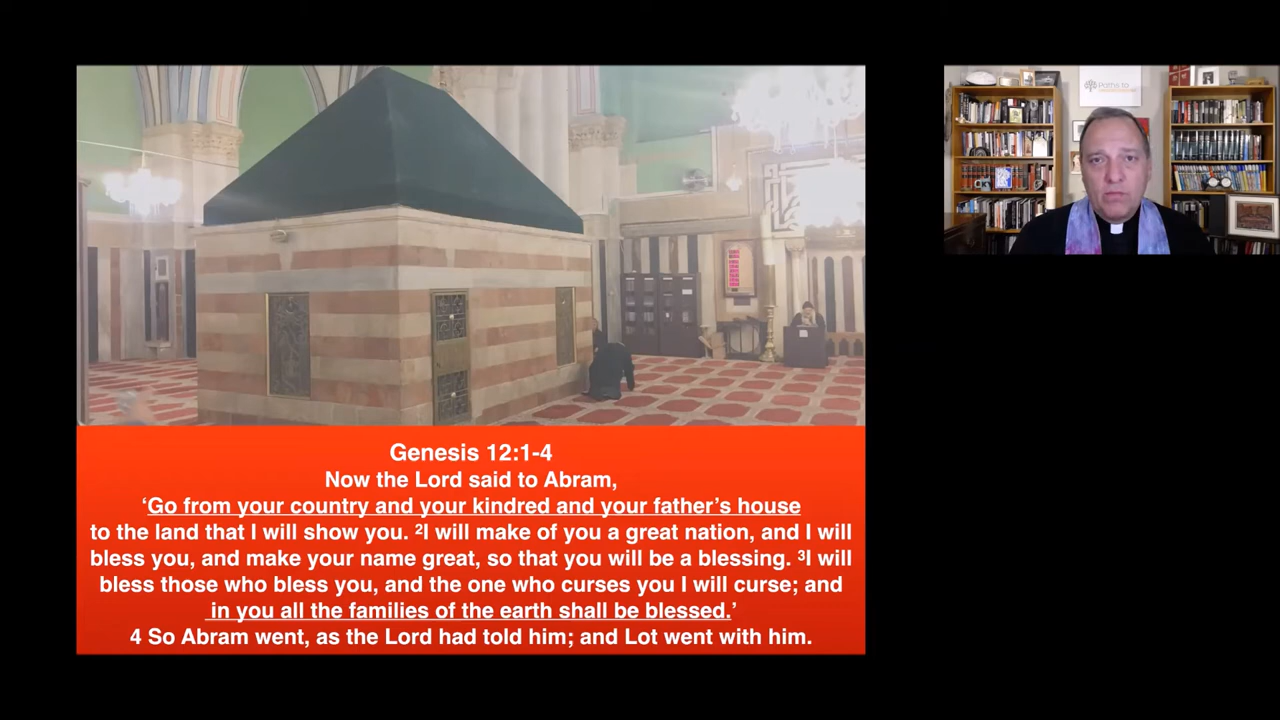 Genesis 12:1-4
Now the Lord said to Abram,
‘Go from your country and your kindred and your father’s house
to the land that I will show you. ²I will make of you a great nation, and I will
bless you, and make your name great, so that you will be a blessing. ³I will
bless those who bless you, and the one who curses you I will curse; and
in you all the families of the earth shall be blessed.’
4 So Abram went, as the Lord had told him; and Lot went with him.
Paths to